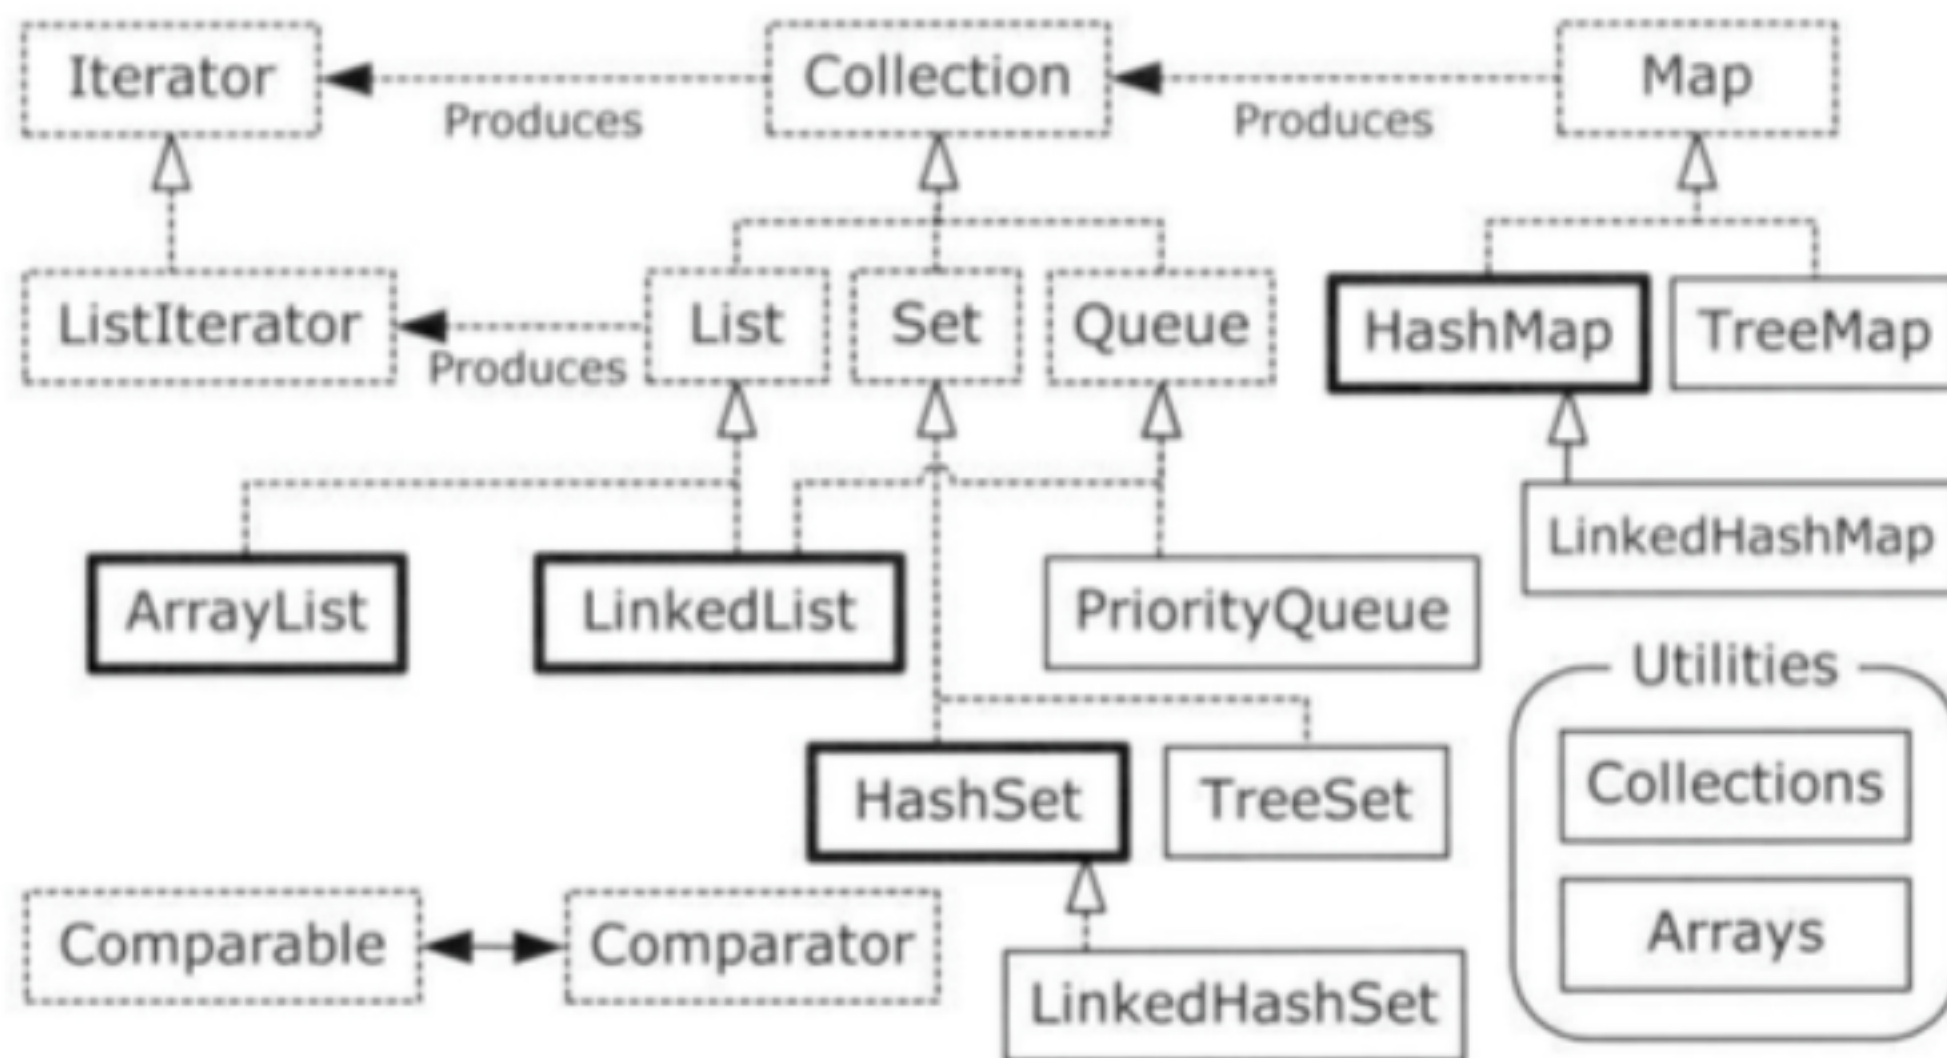 Iterator
Collection
Map
Produces
Produces
ListIterator
List
Set
Queue
HashMap
TreeMap
Produces
LinkedHashMap
ArrayList
LinkedList
PriorityQueue
Utilities
Collections
HashSet
TreeSet
Arrays
Comparable
Comparator
LinkedHashSet